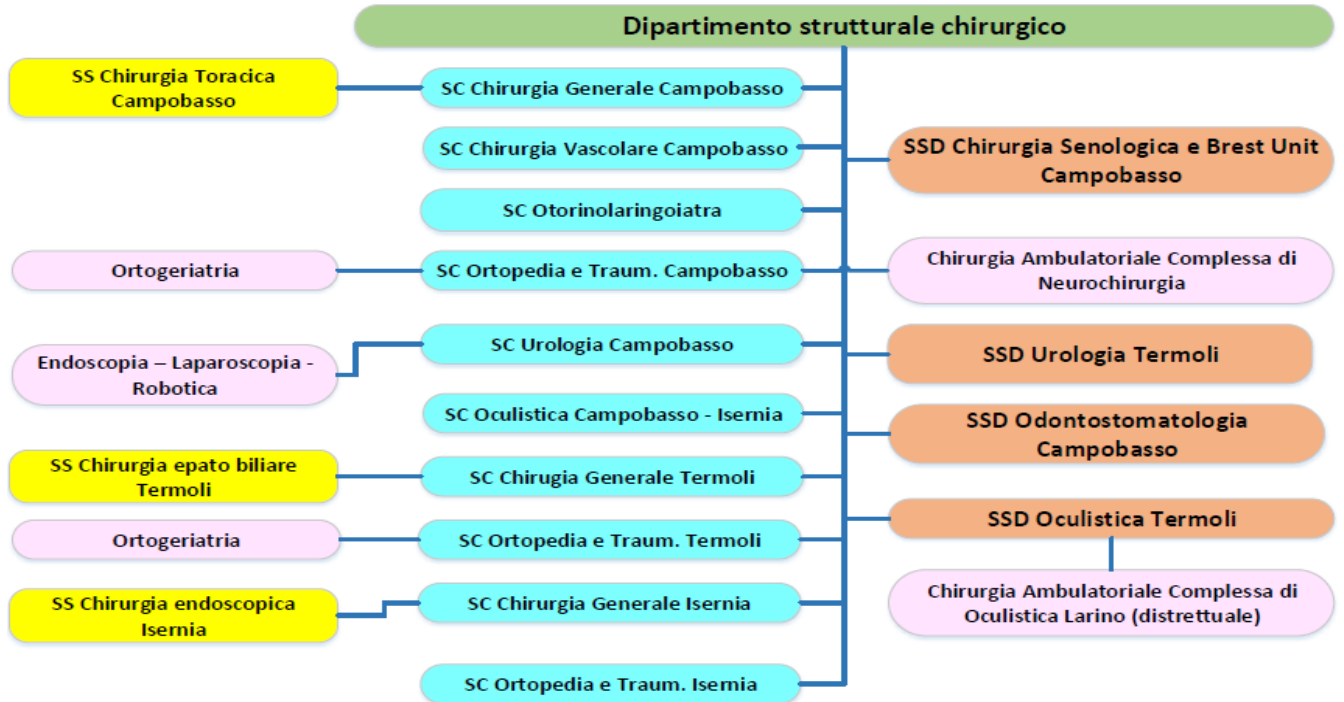 Dipartimento strutturale chirurgico
SS Chirurgia Toracica
Campobasso
SC Chirurgia Generale Campobasso
SC Chirurgia Vascolare Campobasso
SSD Chirurgia Senologica e Brest Unit
Campobasso
SC Otorinolaringoiatra
Ortogeriatria
SC Ortopedia e Traum. Campobasso
Chirurgia Ambulatoriale Complessa di
Neurochirurgia
Endoscopia – Laparoscopia -
Robotica
SC Urologia Campobasso
SSD Urologia Termoli
SC Oculistica Campobasso - Isernia
SSD Odontostomatologia
Campobasso
SS Chirurgia epato biliare
Termoli
SC Chirugia Generale Termoli
SSD Oculistica Termoli
Ortogeriatria
SC Ortopedia e Traum. Termoli
SS Chirurgia endoscopica
Isernia
SC Chirurgia Generale Isernia
Chirurgia Ambulatoriale Complessa di
Oculistica Larino (distrettuale)
SC Ortopedia e Traum. Isernia